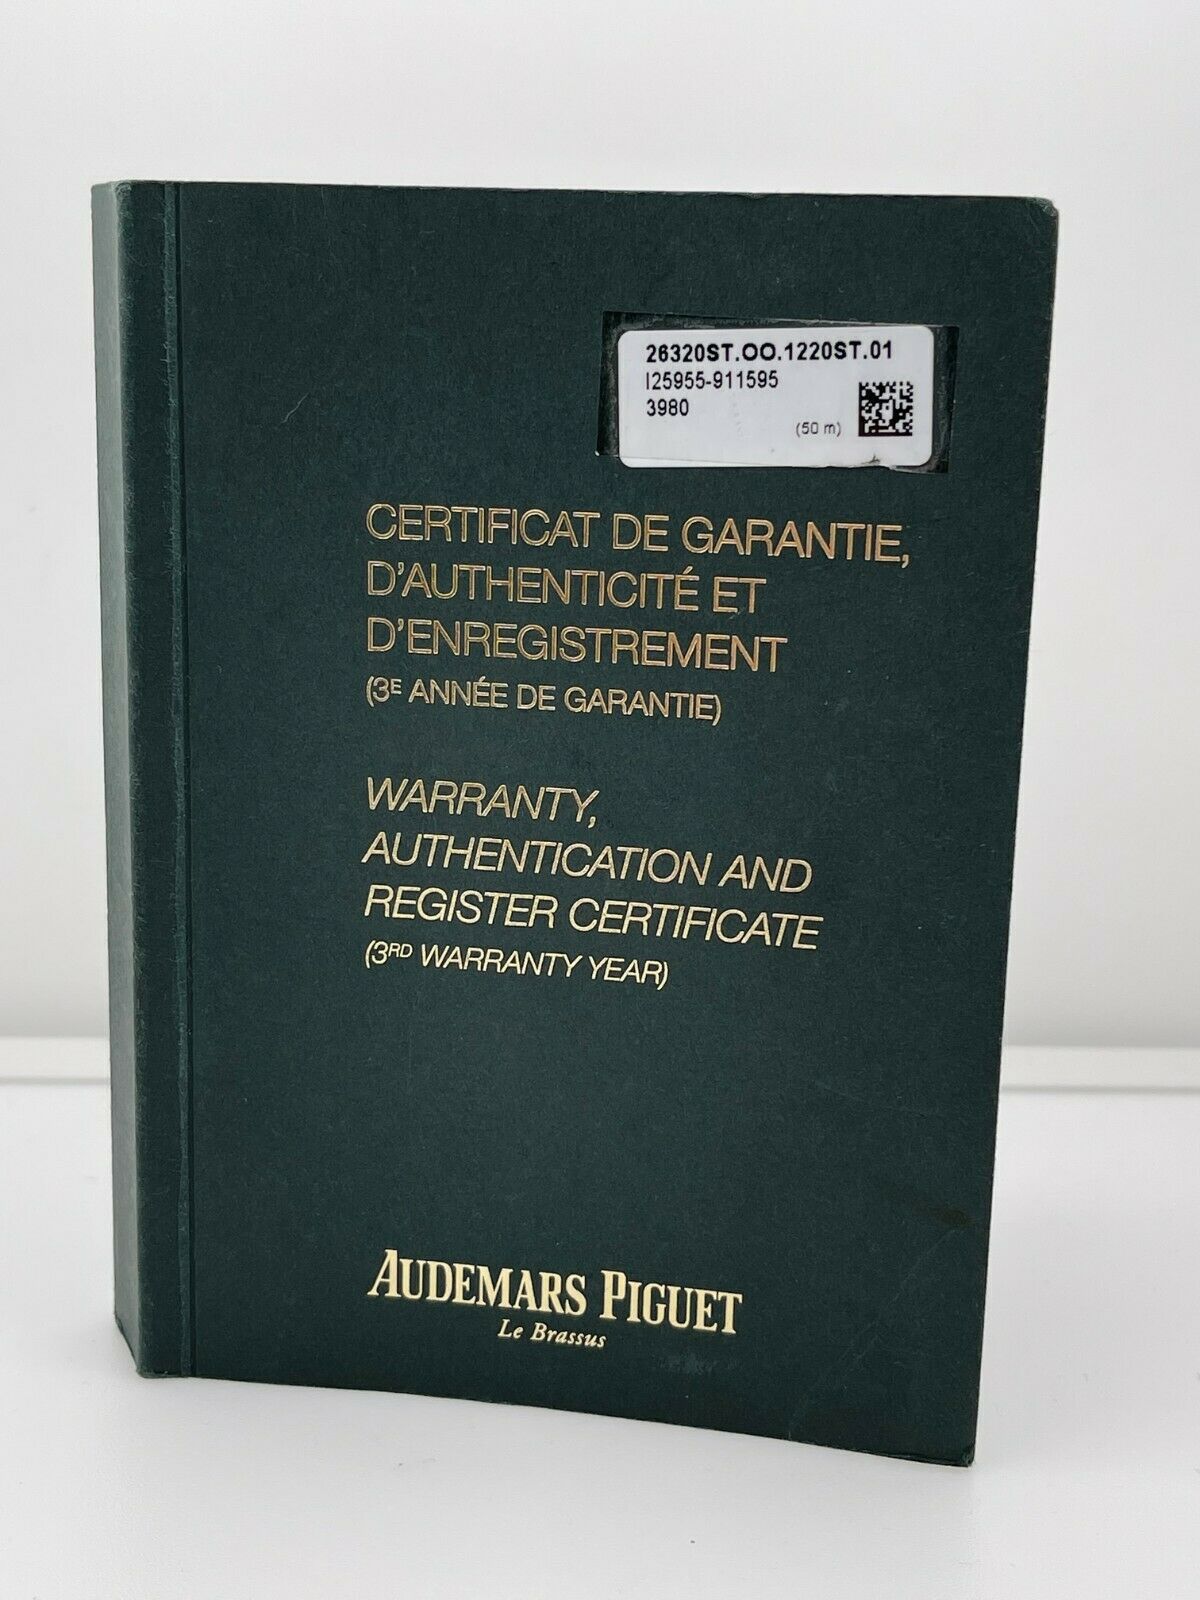 26320ST.OO.1220ST.01
I25955-911595
3980
(50 m)
CERTIFICAT DE GARANTIE,
D'AUTHENTICITÉ ET
D'ENREGISTREMENT
(3E ANNÉE DE GARANTIE)
WARRANTY,
AUTHENTICATION AND
REGISTER CERTIFICATE
(3RD WARRANTY YEAR)
AUDEMARS PIGUET
Le Brassus